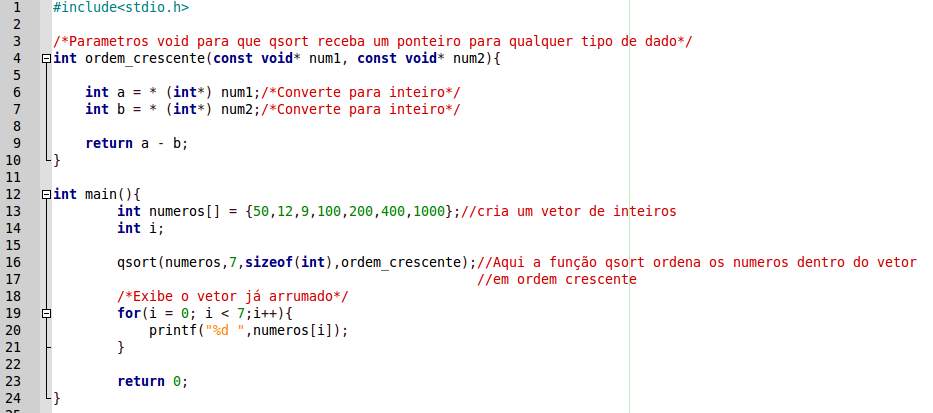 1 #include<stdio.h>
2
3 /*Parametros void para que qsort receba um ponteiro para qualquer tipo de dado*/
4 int ordem_crescente(const void* num1, const void* num2){
5
6     int a = * (int*) num1;/*Converte para inteiro*/
7     int b = * (int*) num2;/*Converte para inteiro*/
8
9     return a - b;
10 }
11
12 int main(){
13         int numeros[] = {50,12,9,100,200,400,1000};//cria um vetor de inteiros
14         int i;
15
16         qsort(numeros,7,sizeof(int),ordem_crescente);//Aqui a função qsort ordena os numeros dentro do vetor
17                                                      //em ordem crescente
18         /*Exibe o vetor já arrumado*/
19         for(i = 0; i < 7;i++){
20             printf("%d ",numeros[i]);
21         }
22
23         return 0;
24 }